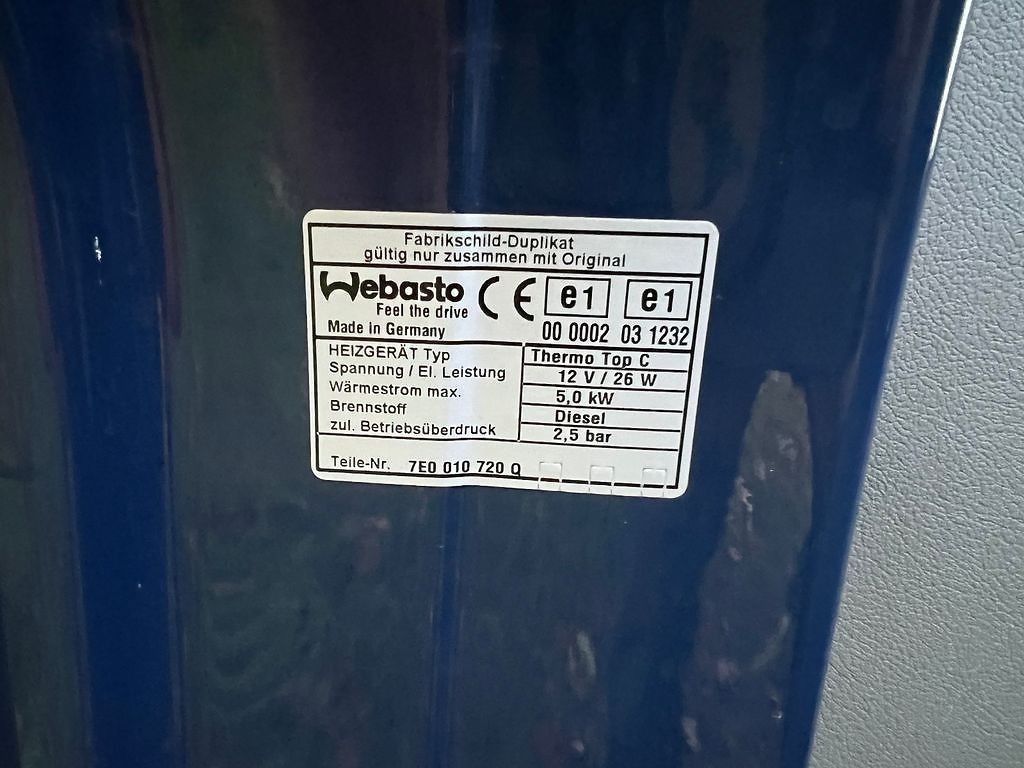 Fabrikschild-Duplikat
gültig nur zusammen mit Original
Webasto CE e1 e1
Feel the drive
Made in Germany 00 0002 03 1232
HEIZGERÄT Typ Thermo Top C
Spannung / El. Leistung 12 V / 26 W
Wärmestrom max. 5,0 kW
Brennstoff Diesel
zul. Betriebsüberdruck 2,5 bar
Teile-Nr. 7E0 010 720 Q